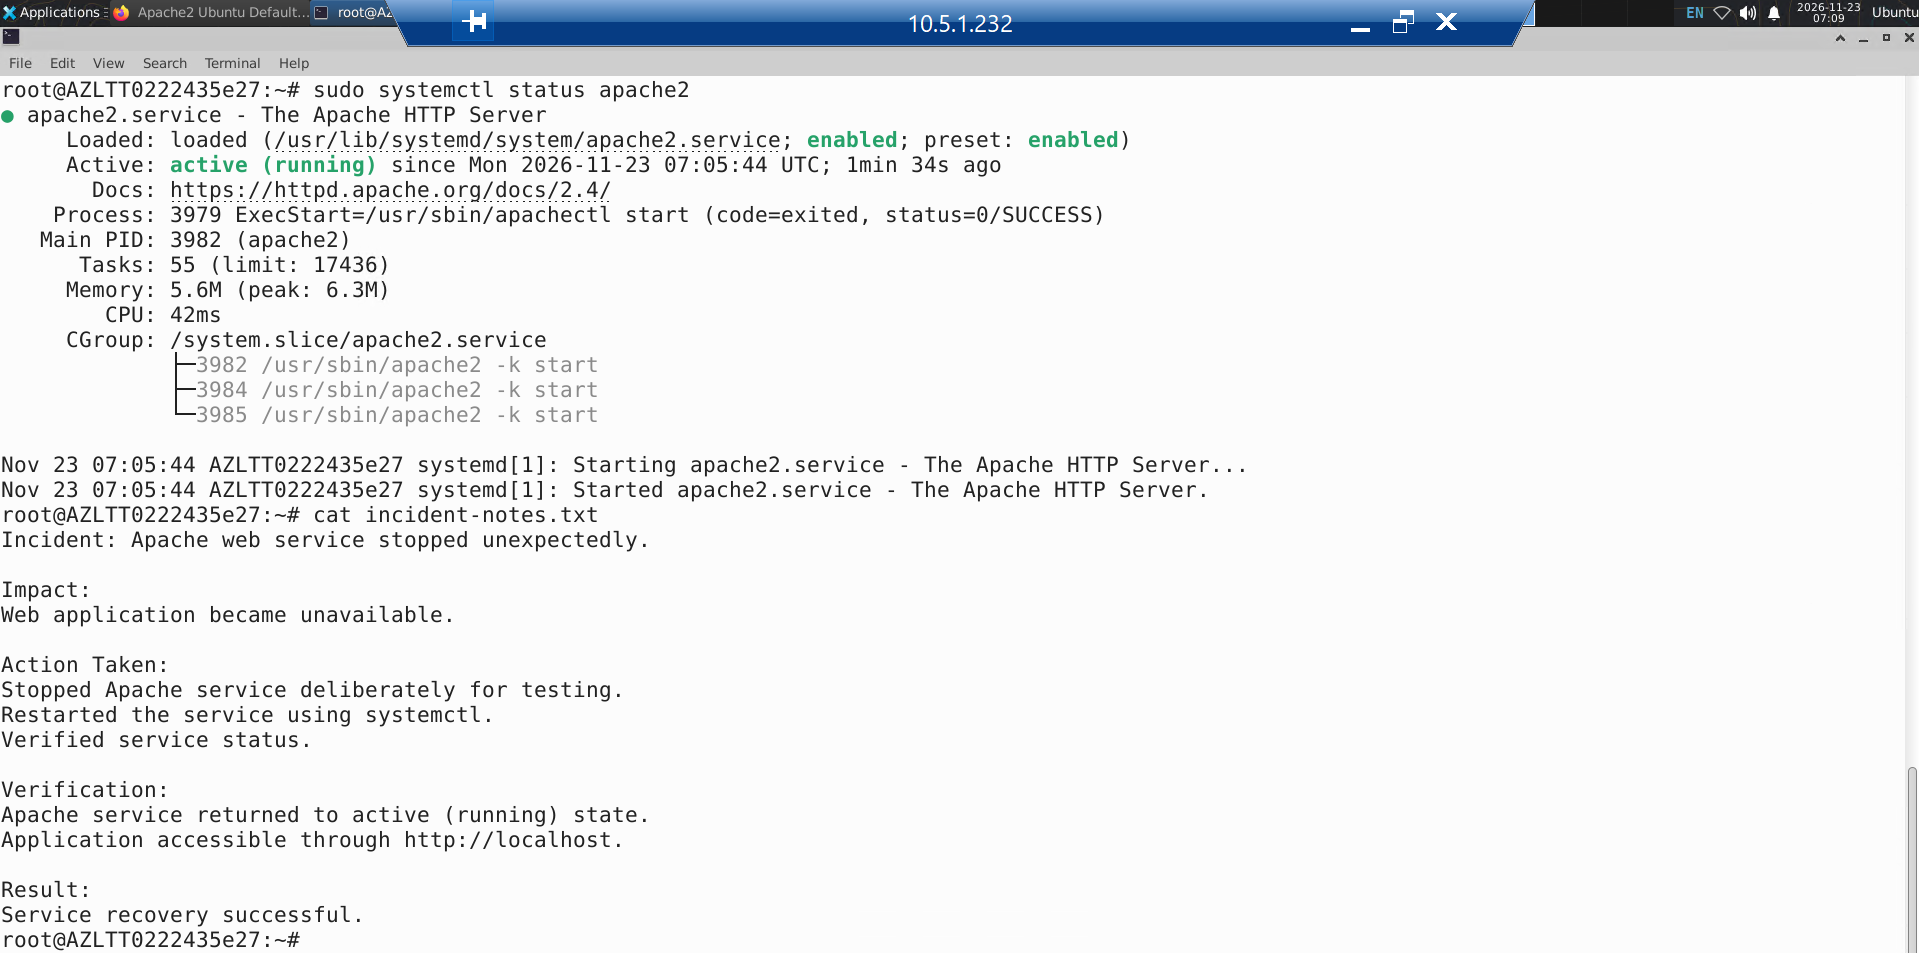 Applications
Apache2 Ubuntu Default...
root@AZ
10.5.1.232
EN
2026-11-23
07:09
Ubuntu
File Edit View Search Terminal Help
root@AZLTT0222435e27:~# sudo systemctl status apache2
● apache2.service - The Apache HTTP Server
     Loaded: loaded (/usr/lib/systemd/system/apache2.service; enabled; preset: enabled)
     Active: active (running) since Mon 2026-11-23 07:05:44 UTC; 1min 34s ago
       Docs: https://httpd.apache.org/docs/2.4/
    Process: 3979 ExecStart=/usr/sbin/apachectl start (code=exited, status=0/SUCCESS)
   Main PID: 3982 (apache2)
      Tasks: 55 (limit: 17436)
     Memory: 5.6M (peak: 6.3M)
        CPU: 42ms
     CGroup: /system.slice/apache2.service
             ├─3982 /usr/sbin/apache2 -k start
             ├─3984 /usr/sbin/apache2 -k start
             └─3985 /usr/sbin/apache2 -k start
Nov 23 07:05:44 AZLTT0222435e27 systemd[1]: Starting apache2.service - The Apache HTTP Server...
Nov 23 07:05:44 AZLTT0222435e27 systemd[1]: Started apache2.service - The Apache HTTP Server.
root@AZLTT0222435e27:~# cat incident-notes.txt
Incident: Apache web service stopped unexpectedly.
Impact:
Web application became unavailable.
Action Taken:
Stopped Apache service deliberately for testing.
Restarted the service using systemctl.
Verified service status.
Verification:
Apache service returned to active (running) state.
Application accessible through http://localhost.
Result:
Service recovery successful.
root@AZLTT0222435e27:~#